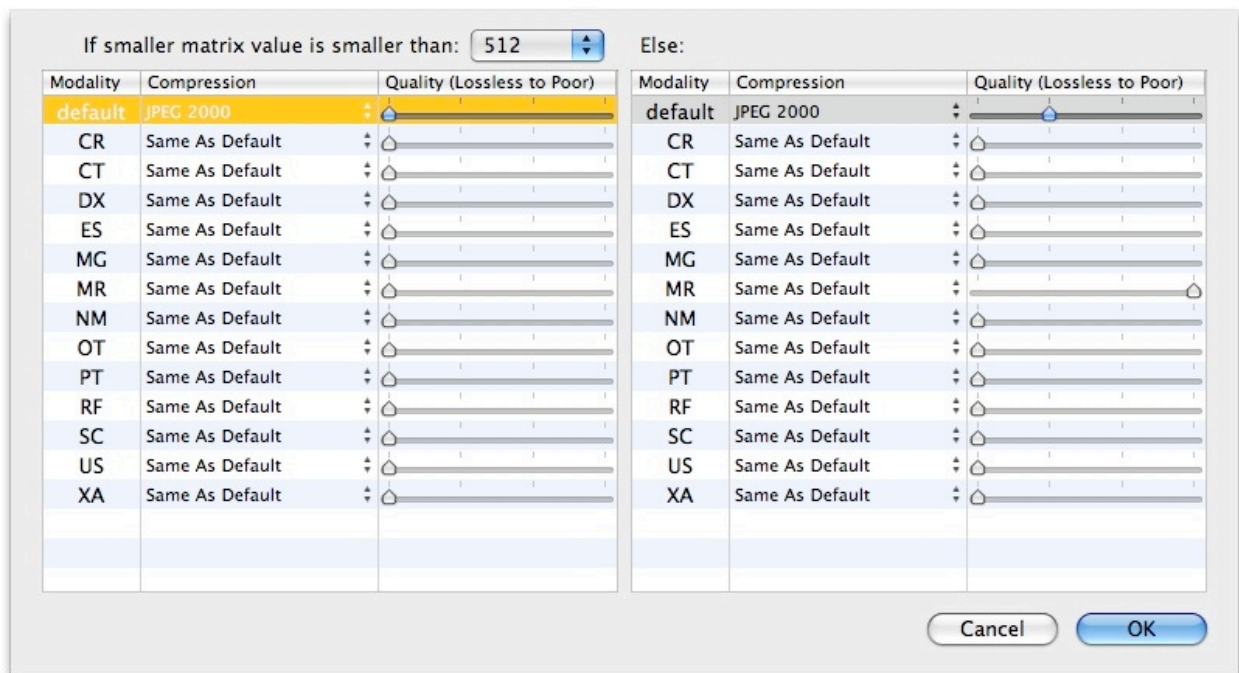 If smaller matrix value is smaller than: 512 Else:
Modality Compression Quality (Lossless to Poor) Modality Compression Quality (Lossless to Poor)
default JPEG 2000 default JPEG 2000
CR Same As Default CR Same As Default
CT Same As Default CT Same As Default
DX Same As Default DX Same As Default
ES Same As Default ES Same As Default
MG Same As Default MG Same As Default
MR Same As Default MR Same As Default
NM Same As Default NM Same As Default
OT Same As Default OT Same As Default
PT Same As Default PT Same As Default
RF Same As Default RF Same As Default
SC Same As Default SC Same As Default
US Same As Default US Same As Default
XA Same As Default XA Same As Default
Cancel OK